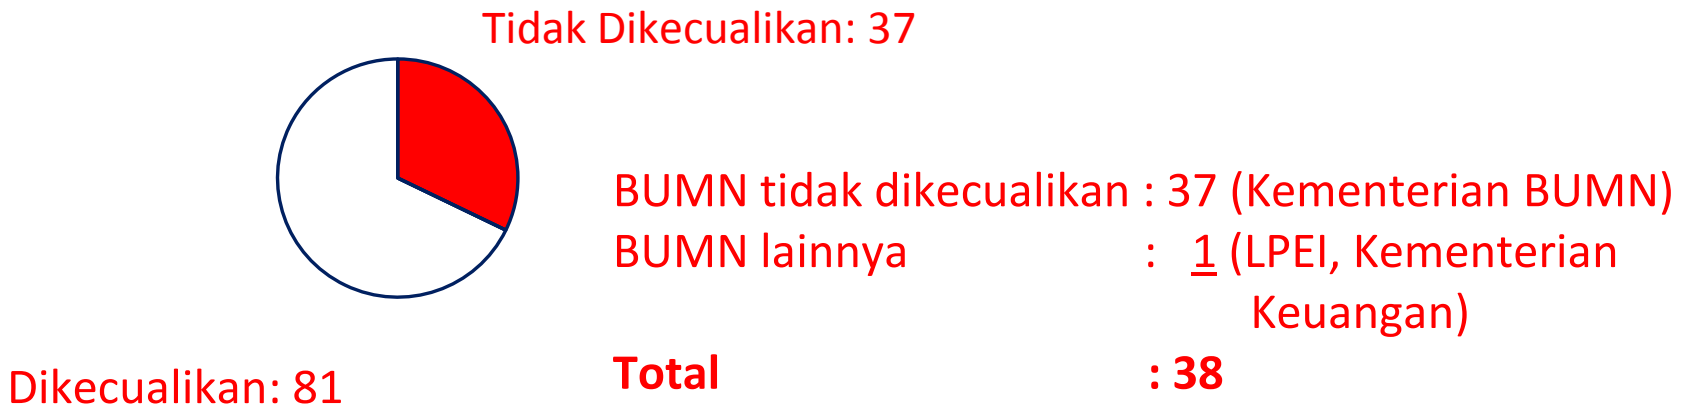 Tidak Dikecualikan: 37
BUMN tidak dikecualikan : 37 (Kementerian BUMN)
BUMN lainnya : 1 (LPEI, Kementerian
Keuangan)
Total : 38
Dikecualikan: 81